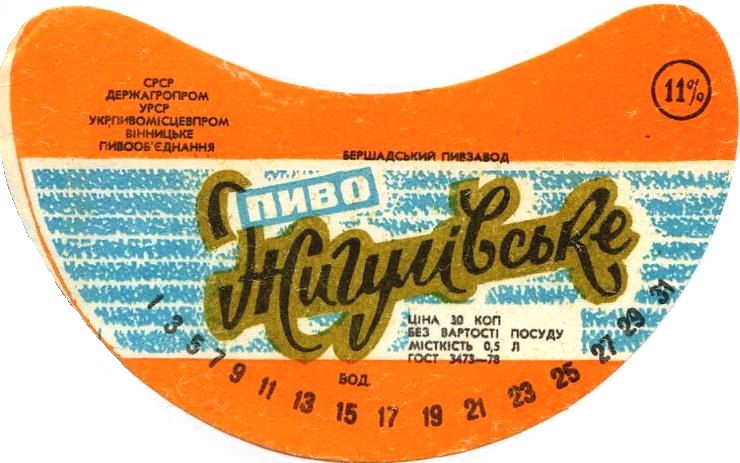 СРСР
ДЕРЖАГРОПРОМ
УРСР
УКРПИВОМІСЦЕВПРОМ
ВІННИЦЬКЕ
ПИВООБ'ЄДНАННЯ
11%
БЕРШАДСЬКИЙ ПИВЗАВОД
ПИВО
Жигулівське
ЦІНА 30 КОП
БЕЗ ВАРТОСТІ ПОСУДУ
МІСТКІСТЬ 0,5 Л
ГОСТ 3473—78
ВОД.
1 3 5 7 9 11 13 15 17 19 21 23 25 27 29 31